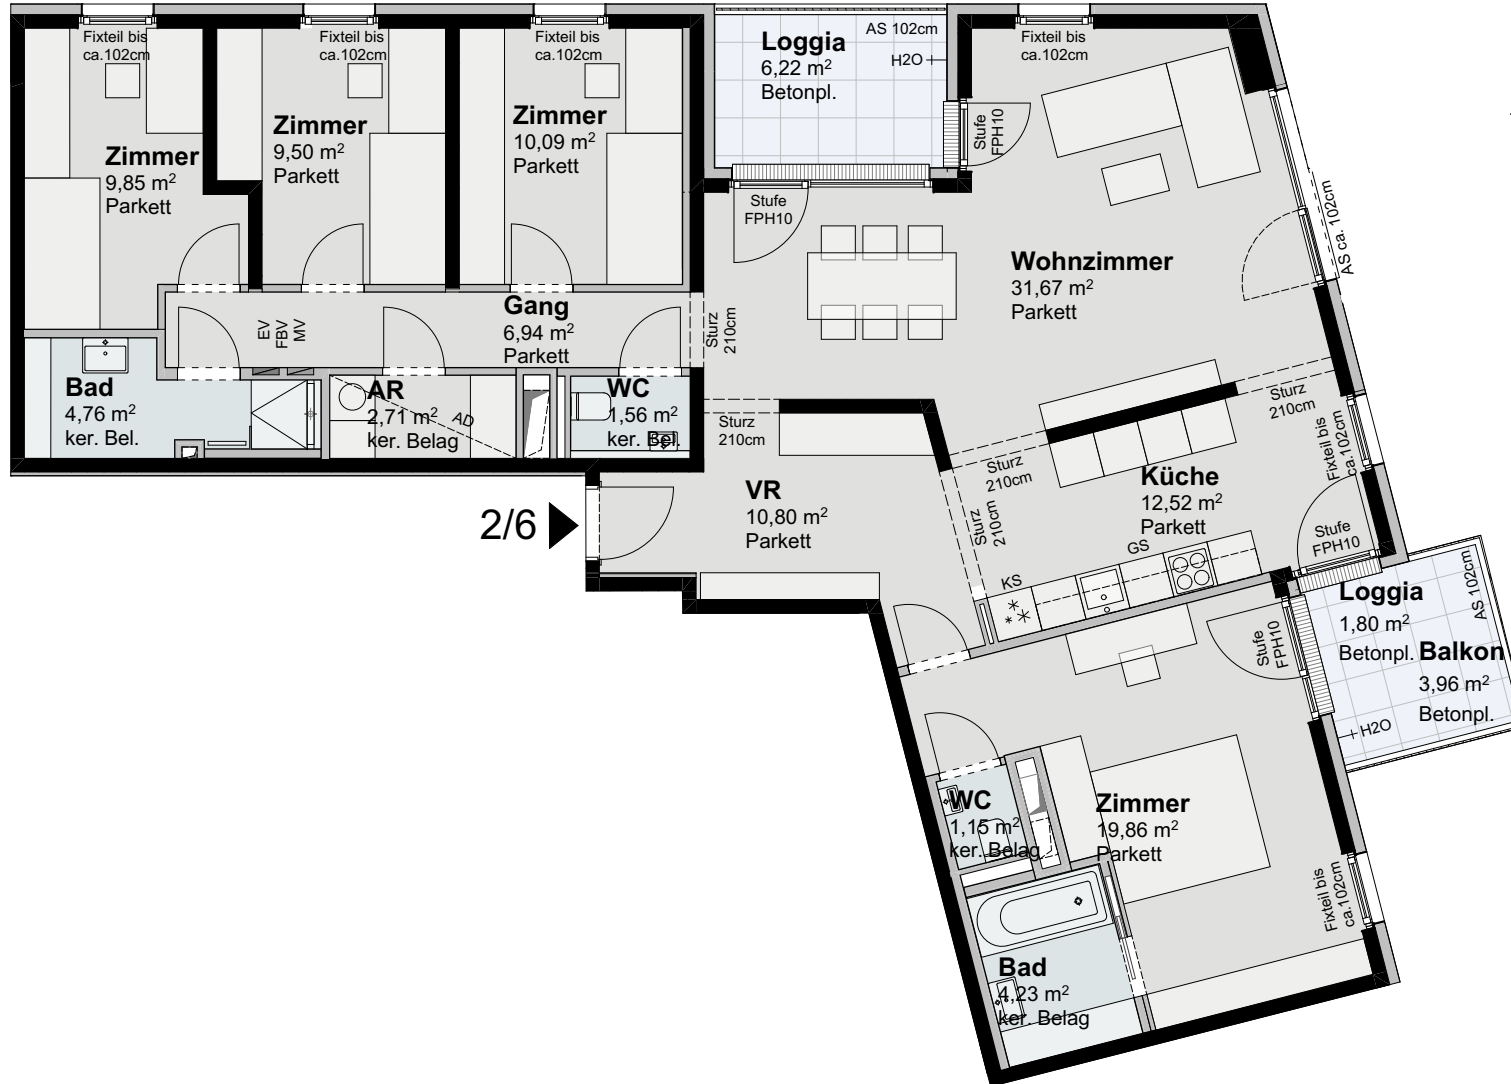 Fixteil bis
ca.102cm
Fixteil bis
ca.102cm
Fixteil bis
ca.102cm
Loggia
6,22 m²
Betonpl.
AS 102cm
H2O
Fixteil bis
ca.102cm
Zimmer
9,85 m²
Parkett
Zimmer
9,50 m²
Parkett
Zimmer
10,09 m²
Parkett
Stufe
FPH10
Stufe
FPH10
AS ca. 102cm
Wohnzimmer
31,67 m²
Parkett
Gang
6,94 m²
Parkett
EV
FBV
MV
Sturz
210cm
Bad
4,76 m²
ker. Bel.
AR
2,71 m²
ker. Belag
AD
WC
1,56 m²
ker. Bel.
Sturz
210cm
Sturz
210cm
Sturz
210cm
Sturz
210cm
Fixteil bis
ca.102cm
Küche
12,52 m²
Parkett
2/6
VR
10,80 m²
Parkett
KS
GS
Stufe
FPH10
Loggia
1,80 m²
Betonpl.
AS 102cm
Balkon
3,96 m²
Betonpl.
H2O
Stufe
FPH10
WC
1,15 m²
ker. Belag
Zimmer
19,86 m²
Parkett
Fixteil bis
ca.102cm
Bad
4,23 m²
ker. Belag